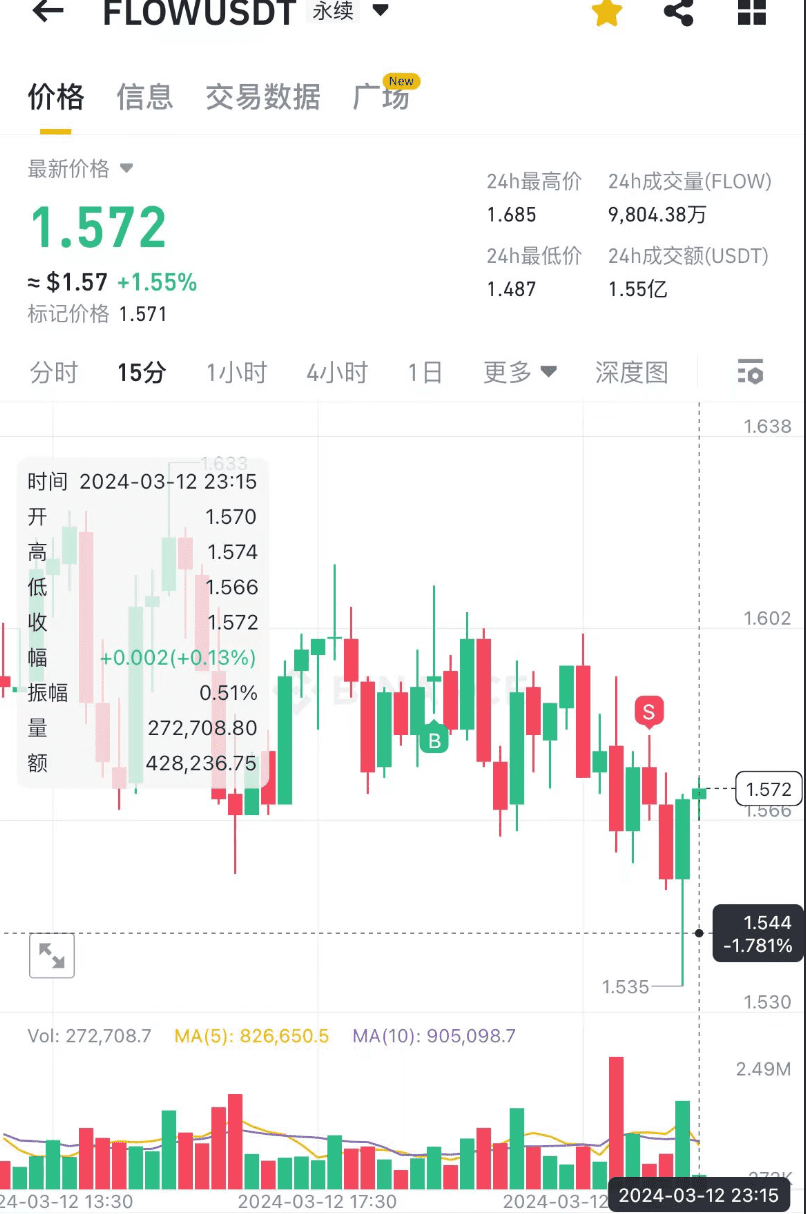 FLOWUSDT 永续
价格 信息 交易数据 广场 New
最新价格
1.572
≈ $1.57 +1.55%
标记价格 1.571
24h最高价 24h成交量(FLOW)
1.685 9,804.38万
24h最低价 24h成交额(USDT)
1.487 1.55亿
分时 15分 1小时 4小时 1日 更多 深度图
1.638
1.633
时间 2024-03-12 23:15
开 1.570
高 1.574
低 1.566
收 1.572
幅 +0.002(+0.13%)
振幅 0.51%
量 272,708.80
额 428,236.75
1.602
BINANCE
S
B
1.572
1.566
1.544
-1.781%
1.535
1.530
Vol: 272,708.7 MA(5): 826,650.5 MA(10): 905,098.7
2.49M
24-03-12 13:30 2024-03-12 17:30 2024-03-12 2024-03-12 23:15